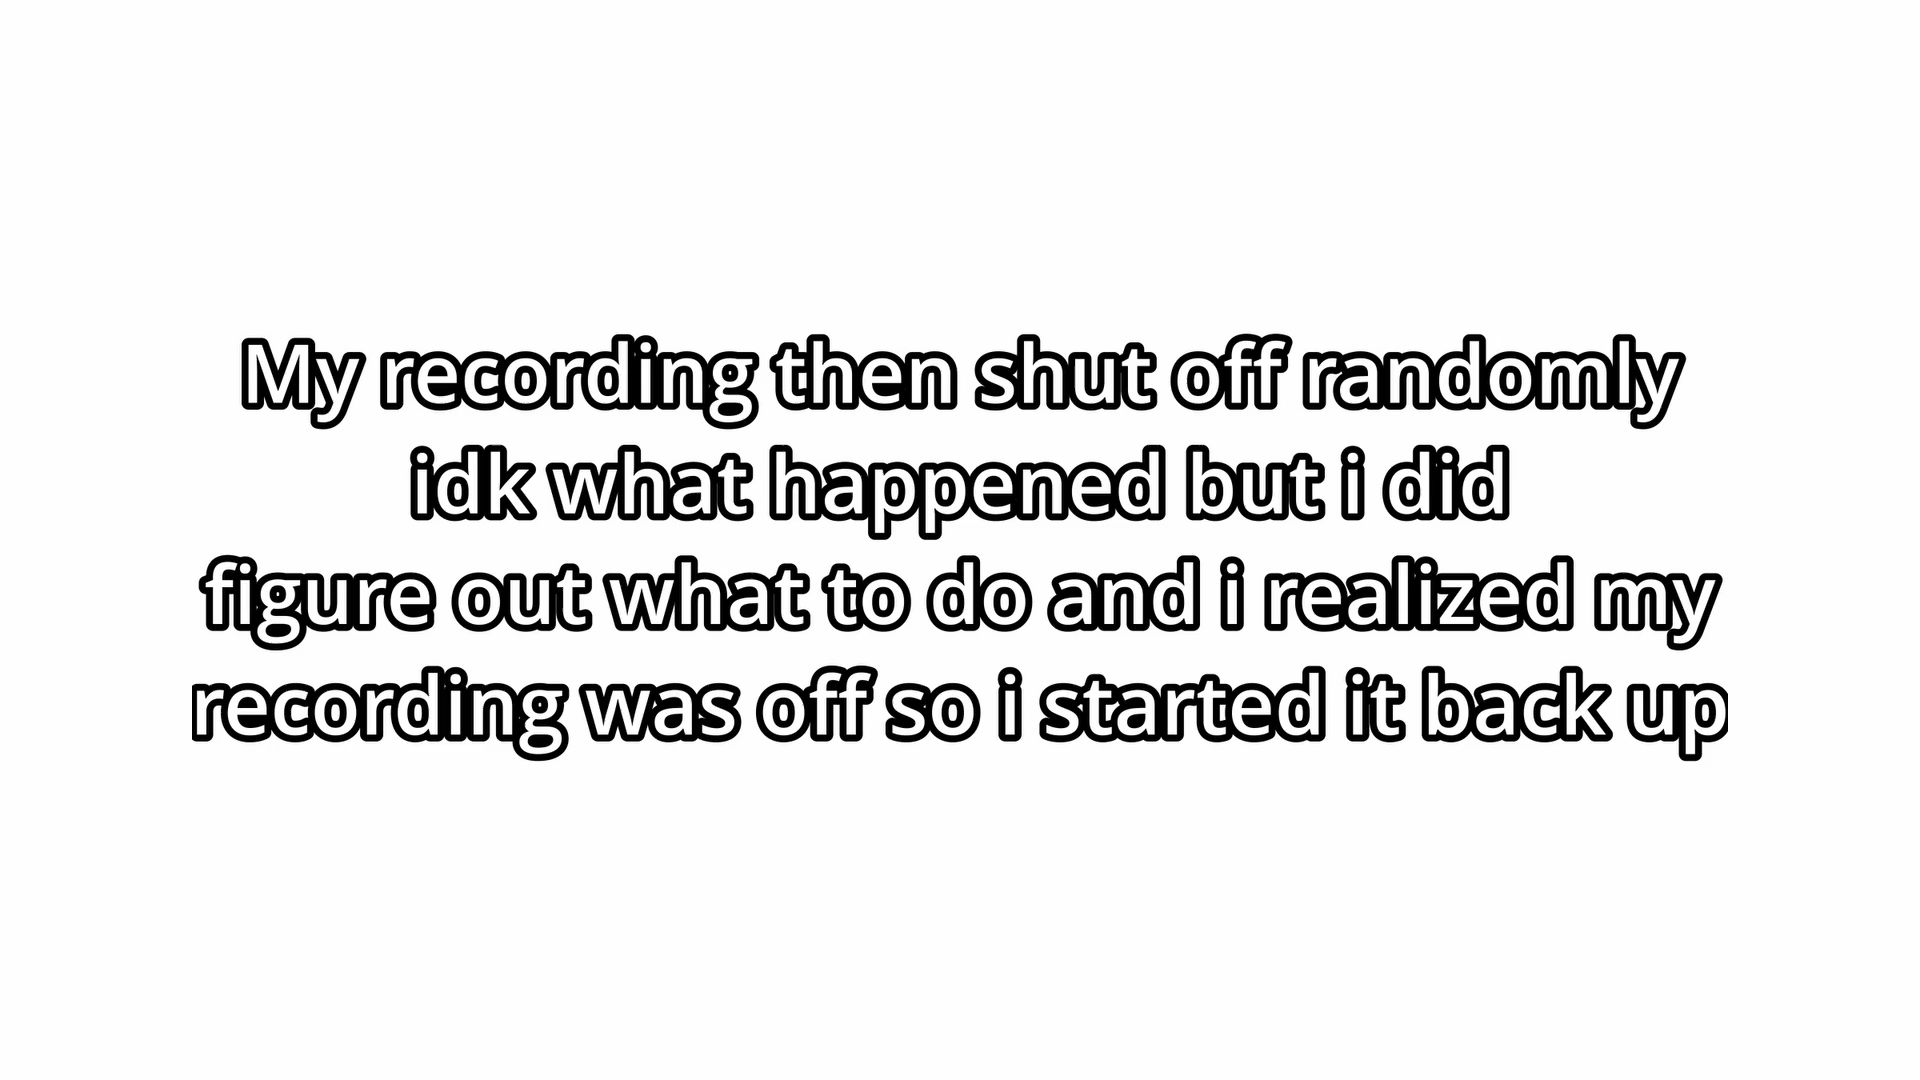 My recording then shut off randomly
idk what happened but i did
figure out what to do and i realized my
recording was off so i started it back up